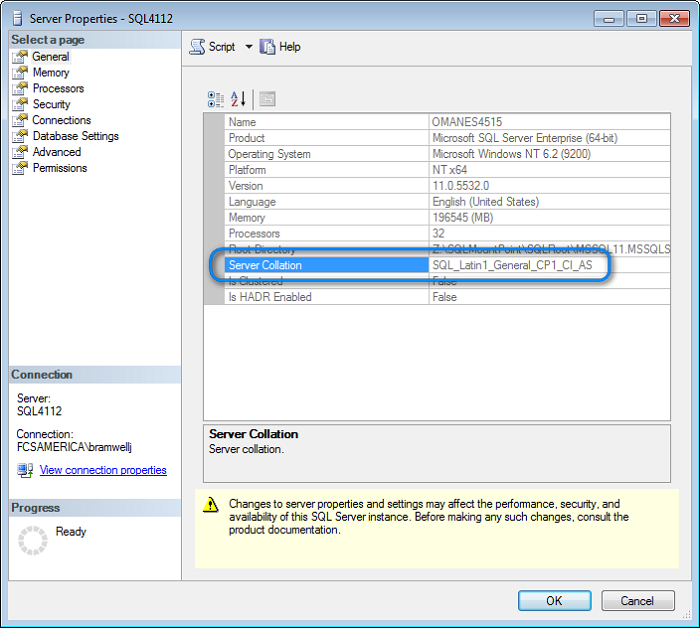 Server Properties - SQL4112
Select a page
General
Memory
Processors
Security
Connections
Database Settings
Advanced
Permissions
Script
Help
Name OMANES4515
Product Microsoft SQL Server Enterprise (64-bit)
Operating System Microsoft Windows NT 6.2 (9200)
Platform NT x64
Version 11.0.5532.0
Language English (United States)
Memory 196545 (MB)
Processors 32
Root Directory Z:\SQLMountPoint\SQLRoot\MSSQL11.MSSQLS
Server Collation SQL_Latin1_General_CP1_CI_AS
Is Clustered False
Is HADR Enabled False
Server Collation
Server collation.
Connection
Server:
SQL4112
Connection:
FCSAMERICA\bramwellj
View connection properties
Progress
Ready
Changes to server properties and settings may affect the performance, security, and
availability of this SQL Server instance. Before making any such changes, consult the
product documentation.
OK
Cancel